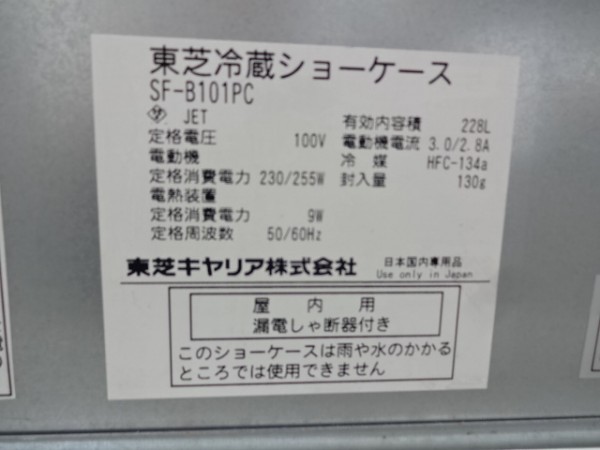 東芝冷蔵ショーケース
SF-B101PC
サ JET
定格電圧 100V
電動機
定格消費電力 230/255W
電熱装置
定格消費電力 9W
定格周波数 50/60Hz
有効内容積 228L
電動機電流 3.0/2.8A
冷 媒 HFC-134a
封入量 130g
東芝キヤリア株式会社
日本国内専用品
Use only in Japan
屋 内 用
漏電しゃ断器付き
このショーケースは雨や水のかかる
ところでは使用できません